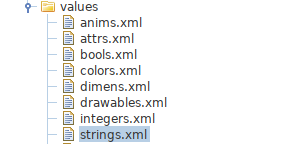 values
anims.xml
attrs.xml
bools.xml
colors.xml
dimens.xml
drawables.xml
integers.xml
strings.xml